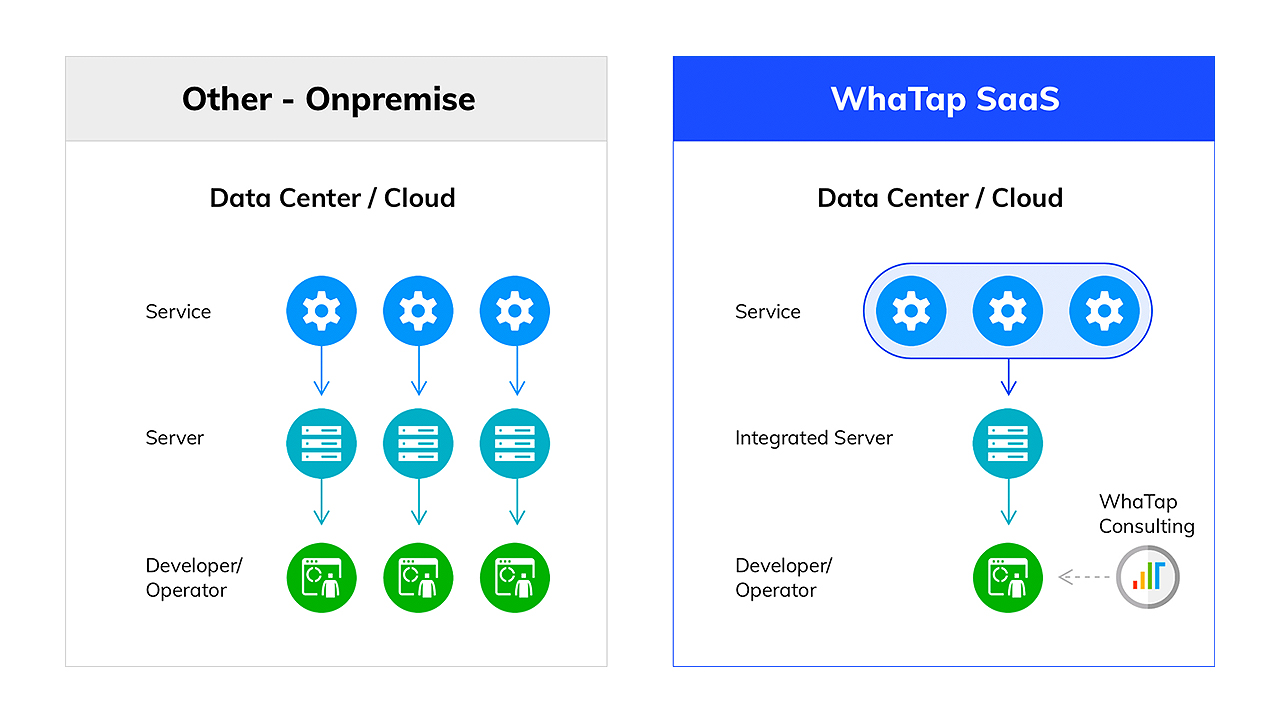 Other - Onpremise
Data Center / Cloud
Service
Server
Developer/
Operator
WhaTap SaaS
Data Center / Cloud
Service
Integrated Server
WhaTap
Consulting
Developer/
Operator